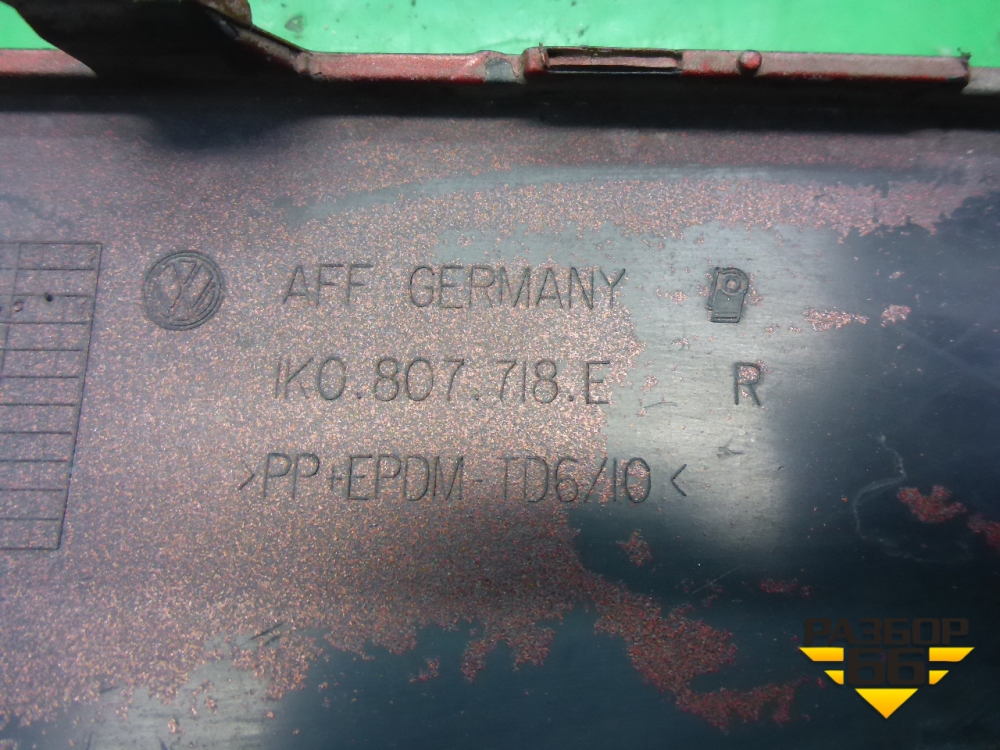 AFF GERMANY
1K0.807.718.E R
>PP+EPDM-TD6/10<
РАЗБОР
66